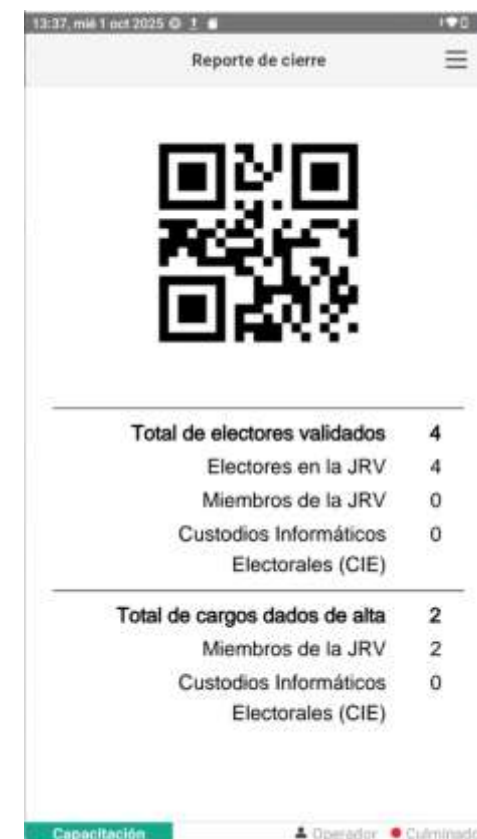 13:37, mié 1 oct 2025
Reporte de cierre
Total de electores validados 4
Electores en la JRV 4
Miembros de la JRV 0
Custodios Informáticos 0
Electorales (CIE)
Total de cargos dados de alta 2
Miembros de la JRV 2
Custodios Informáticos 0
Electorales (CIE)
Capacitación Operador Culminado